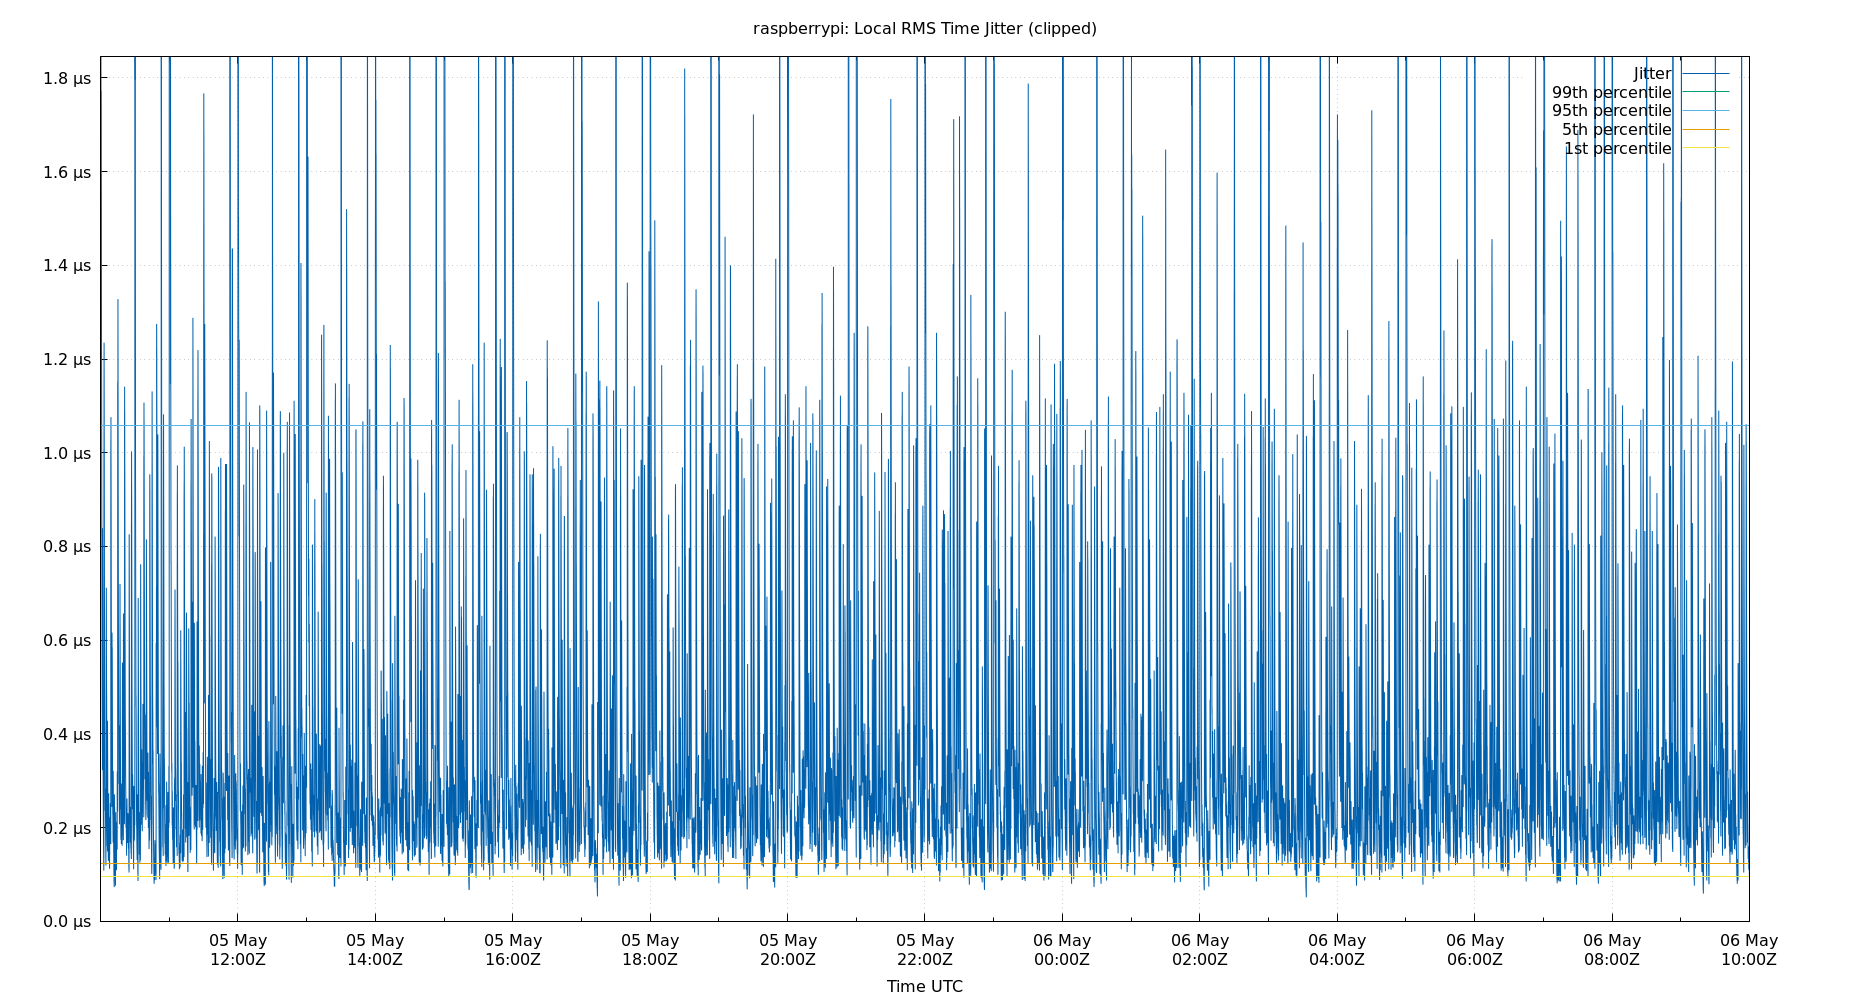 raspberrypi: Local RMS Time Jitter (clipped)
1.8 µs
1.6 µs
1.4 µs
1.2 µs
1.0 µs
0.8 µs
0.6 µs
0.4 µs
0.2 µs
0.0 µs
Jitter
99th percentile
95th percentile
5th percentile
1st percentile
05 May
12:00Z
05 May
14:00Z
05 May
16:00Z
05 May
18:00Z
05 May
20:00Z
05 May
22:00Z
06 May
00:00Z
06 May
02:00Z
06 May
04:00Z
06 May
06:00Z
06 May
08:00Z
06 May
10:00Z
Time UTC